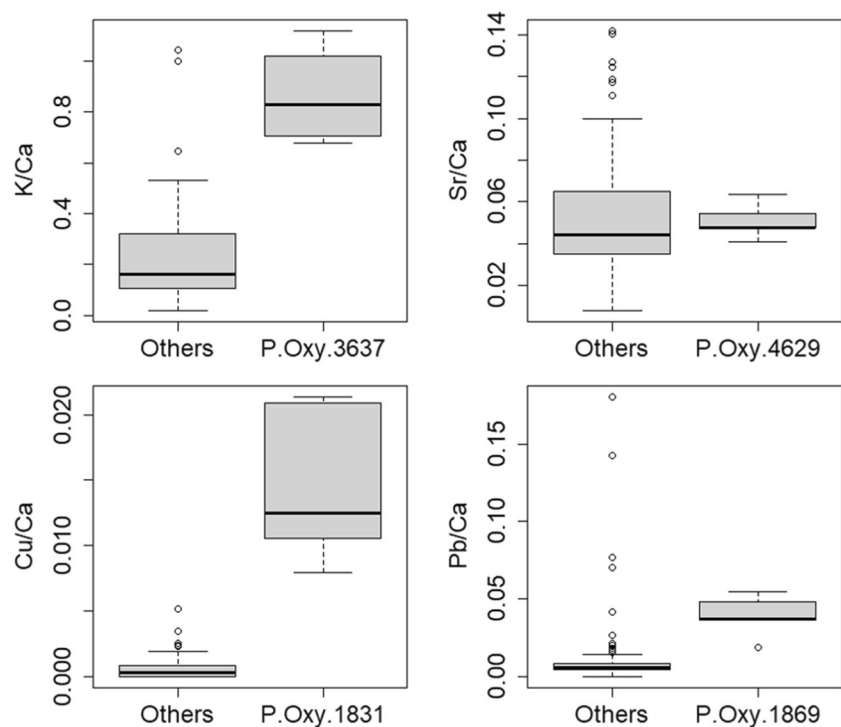 K/Ca
0.8
0.4
0.0
Others P.Oxy.3637
Sr/Ca
0.14
0.10
0.06
0.02
Others P.Oxy.4629
Cu/Ca
0.020
0.010
0.000
Others P.Oxy.1831
Pb/Ca
0.15
0.10
0.05
0.00
Others P.Oxy.1869